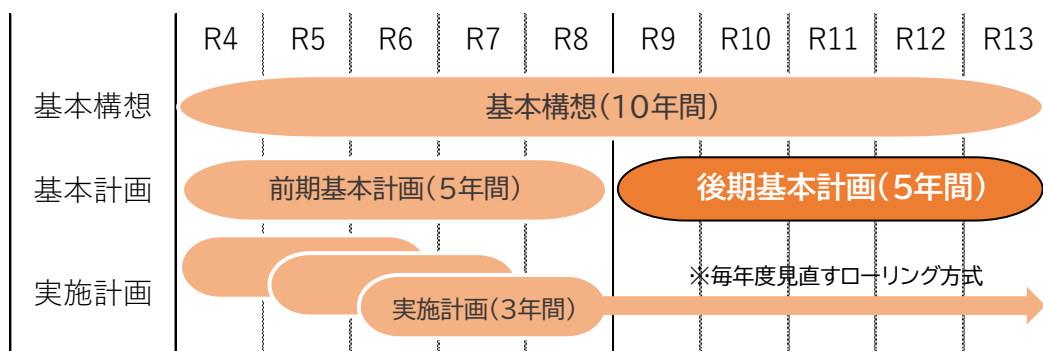 R4 R5 R6 R7 R8 R9 R10 R11 R12 R13
基本構想 基本構想(10年間)
基本計画 前期基本計画(5年間) 後期基本計画(5年間)
※毎年度見直すローリング方式
実施計画 実施計画(3年間)